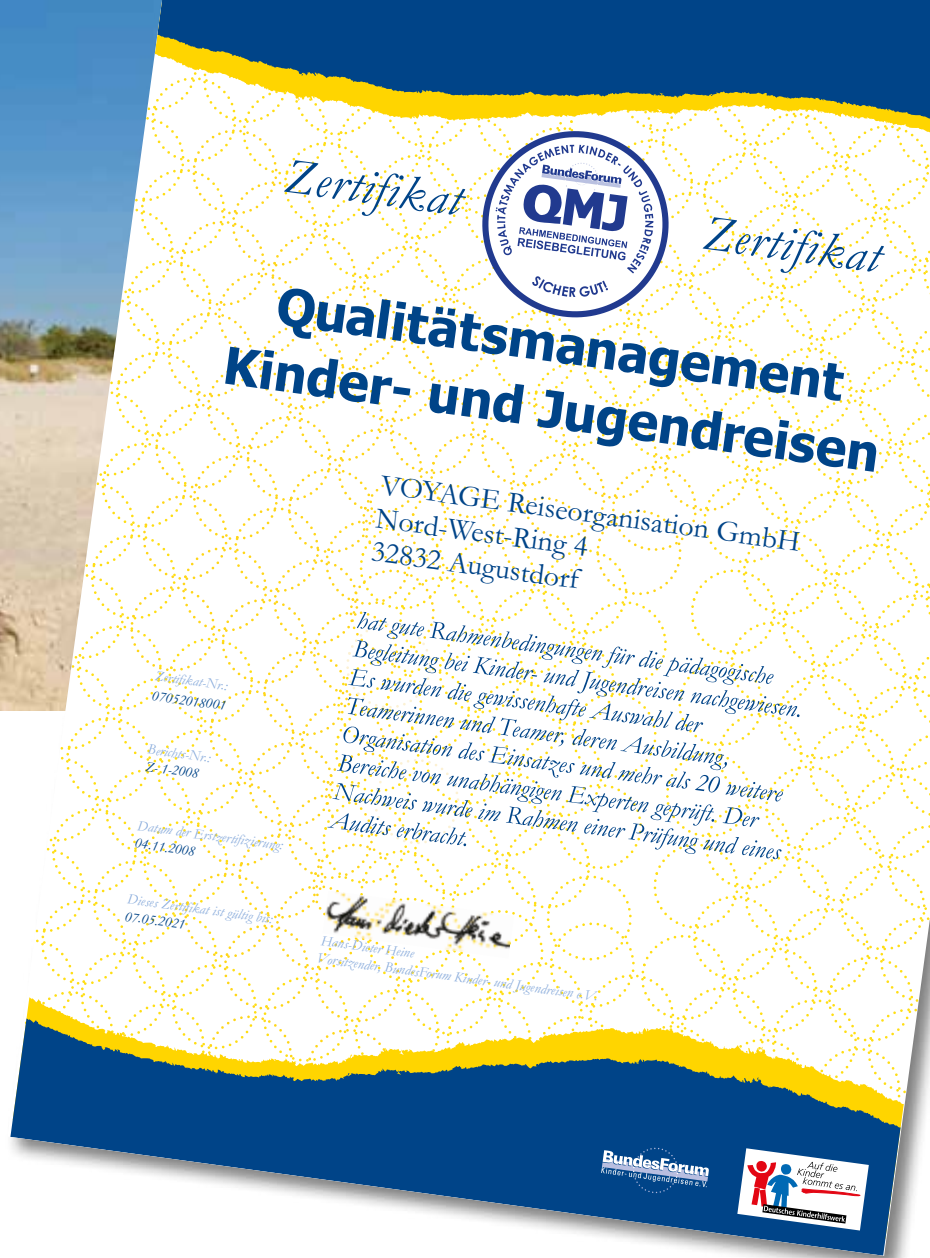 Zertifikat
QUALITÄTSMANAGEMENT KINDER- UND JUGENDREISEN
BundesForum
QMJ
RAHMENBEDINGUNGEN
REISEBEGLEITUNG
SICHER GUT!
Zertifikat
Qualitätsmanagement
Kinder- und Jugendreisen
VOYAGE Reiseorganisation GmbH
Nord-West-Ring 4
32832 Augustdorf
hat gute Rahmenbedingungen für die pädagogische
Begleitung bei Kinder- und Jugendreisen nachgewiesen.
Es wurden die gewissenhafte Auswahl der
Teamerinnen und Teamer, deren Ausbildung,
Organisation des Einsatzes und mehr als 20 weitere
Bereiche von unabhängigen Experten geprüft. Der
Nachweis wurde im Rahmen einer Prüfung und eines
Audits erbracht.
Zertifikat-Nr.:
07052018001
Berichts-Nr.:
Z-1-2008
Datum der Erstzertifizierung:
04.11.2008
Dieses Zertifikat ist gültig bis:
07.05.2021
Hans-Dieter Heine
Hans-Dieter Heine
Vorsitzender, BundesForum Kinder- und Jugendreisen e.V.
BundesForum
Kinder- und Jugendreisen e.V.
Auf die
Kinder
kommt es an.
Deutsches Kinderhilfswerk